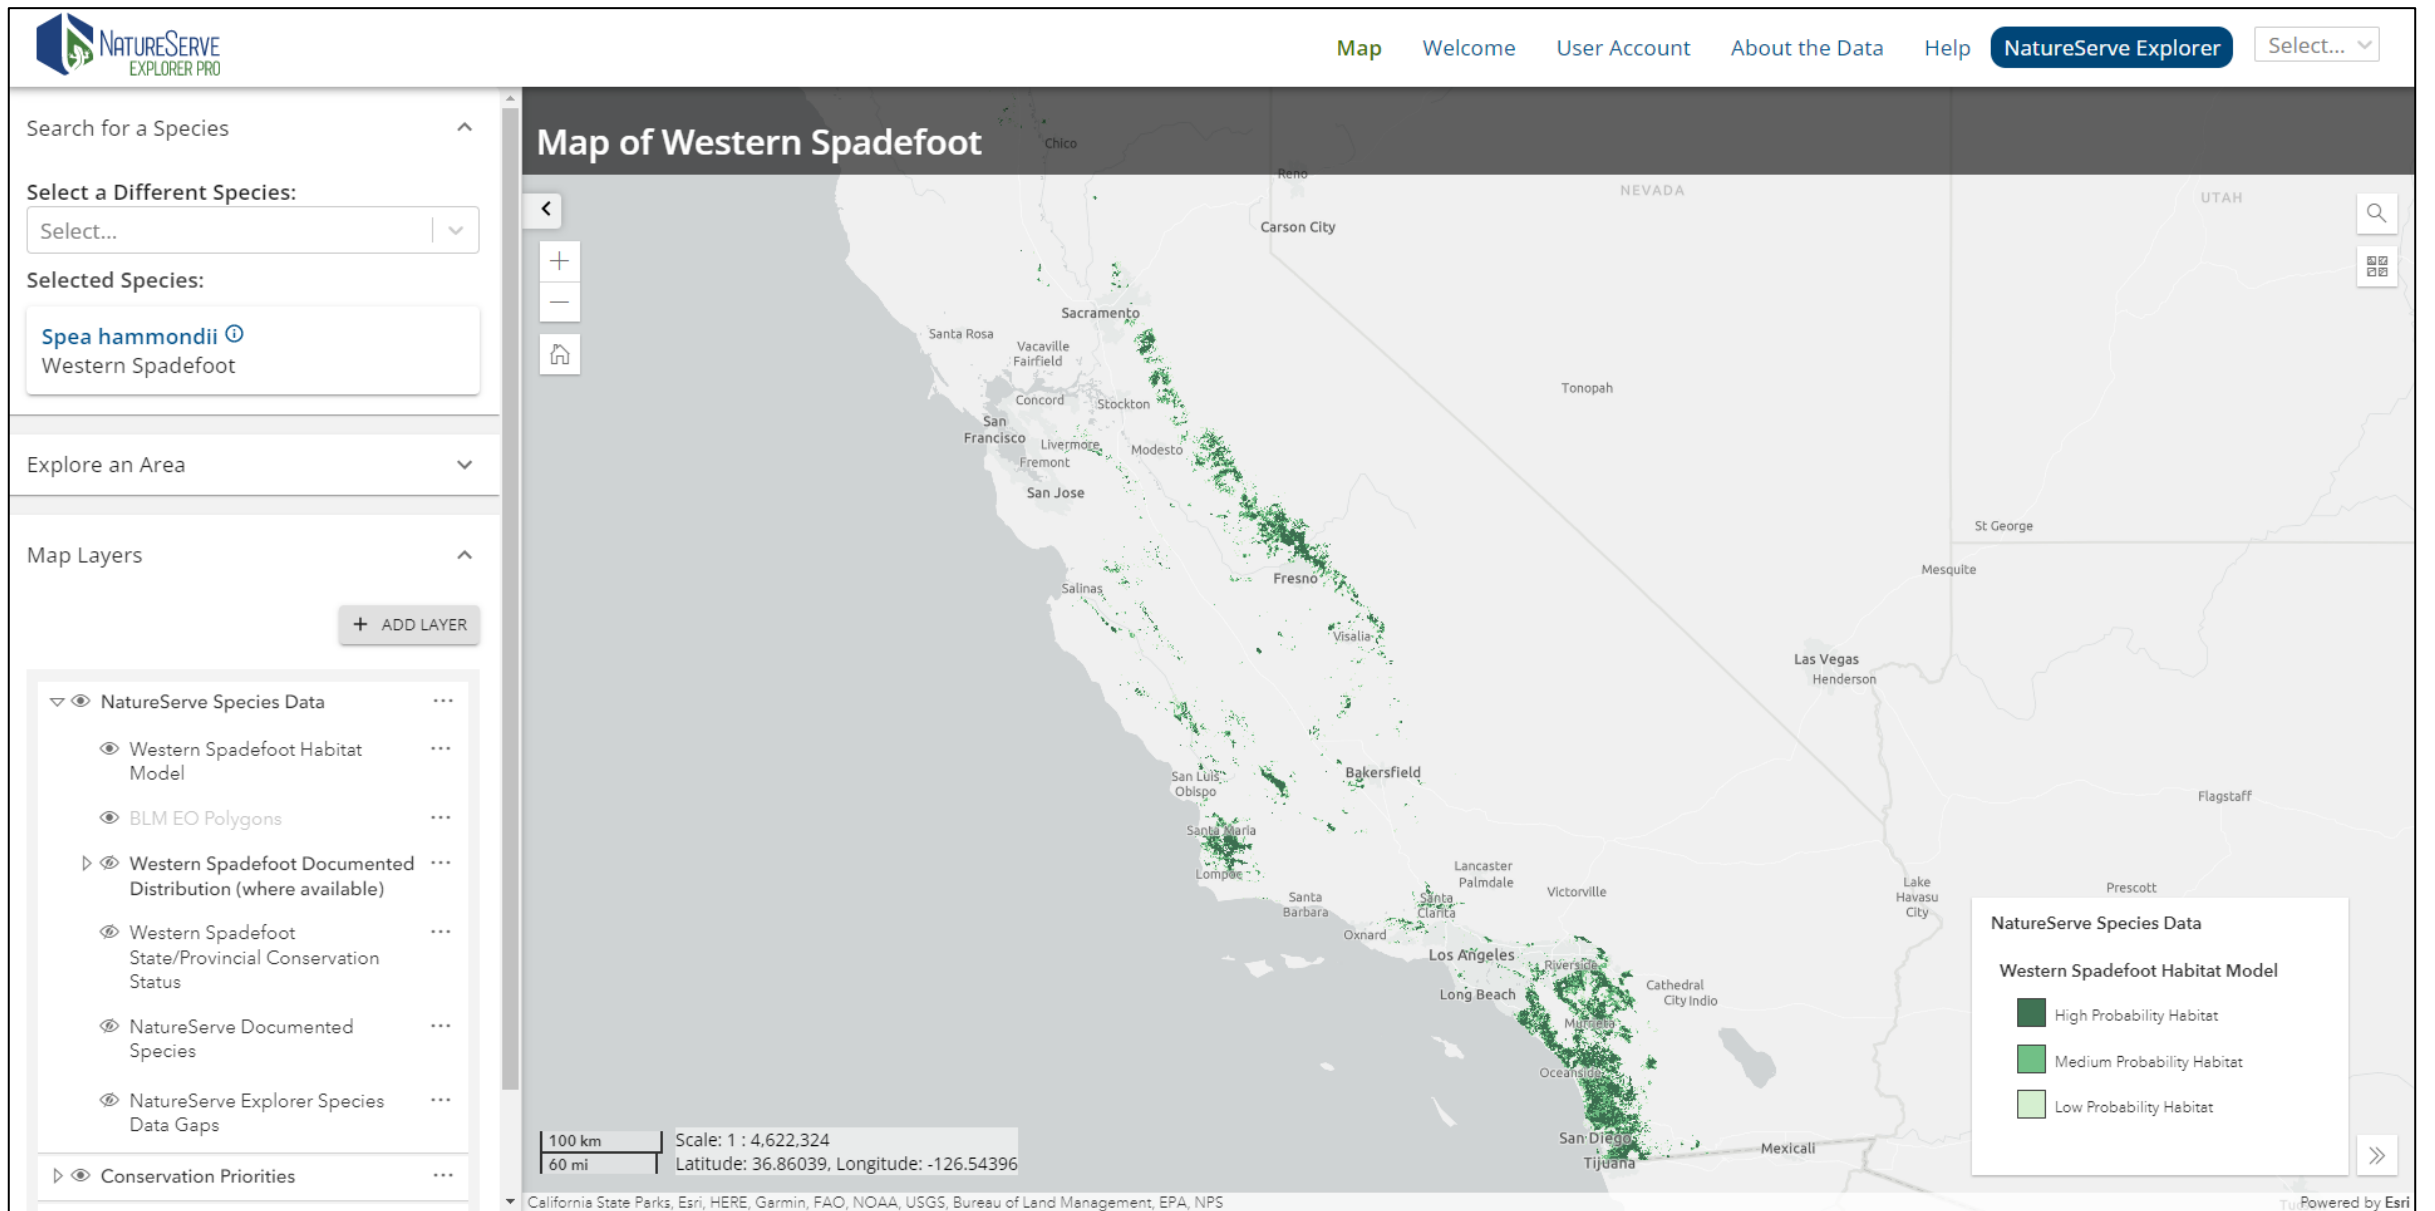 NATURESERVE
EXPLORER PRO
Map
Welcome
User Account
About the Data
Help
NatureServe Explorer
Select...
Search for a Species
Select a Different Species:
Select...
Selected Species:
Spea hammondii
Western Spadefoot
Explore an Area
Map Layers
+ ADD LAYER
NatureServe Species Data
Western Spadefoot Habitat
Model
BLM EO Polygons
Western Spadefoot Documented
Distribution (where available)
Western Spadefoot
State/Provincial Conservation
Status
NatureServe Documented
Species
NatureServe Explorer Species
Data Gaps
Conservation Priorities
Map of Western Spadefoot
Chico
Reno
NEVADA
UTAH
Carson City
Sacramento
Santa Rosa
Vacaville
Fairfield
Tonopah
Concord
Stockton
San
Francisco
Livermore
Modesto
Fremont
San Jose
St George
Mesquite
Fresno
Salinas
Visalia
Las Vegas
Henderson
San Luis
Obispo
Bakersfield
Flagstaff
Santa Maria
Lompoc
Lancaster
Palmdale
Victorville
Lake
Havasu
City
Prescott
Santa
Barbara
Santa
Clarita
Oxnard
Los Angeles
Riverside
Long Beach
Cathedral
City
Indio
Murrieta
Oceanside
San Diego
Tijuana
Mexicali
NatureServe Species Data
Western Spadefoot Habitat Model
High Probability Habitat
Medium Probability Habitat
Low Probability Habitat
100 km
60 mi
Scale: 1 : 4,622,324
Latitude: 36.86039, Longitude: -126.54396
California State Parks, Esri, HERE, Garmin, FAO, NOAA, USGS, Bureau of Land Management, EPA, NPS
Powered by Esri